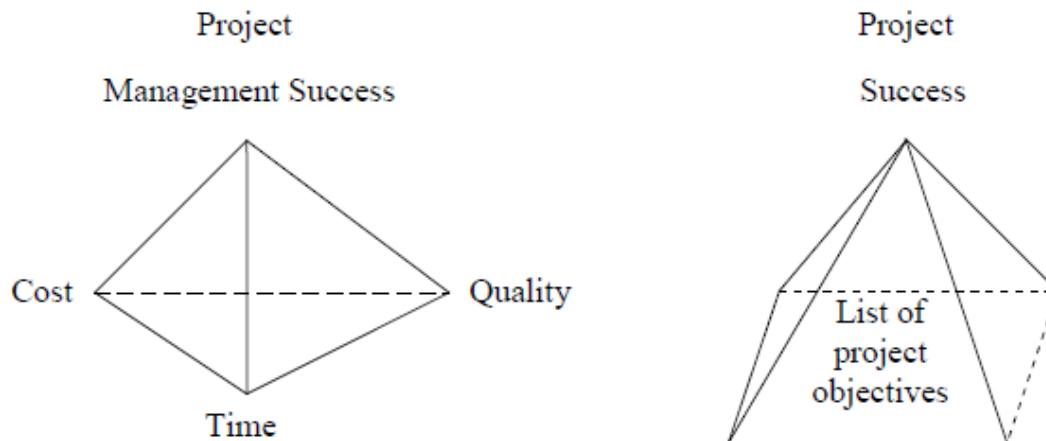 Project
Management Success
Cost
Quality
Time
Project
Success
List of
project
objectives